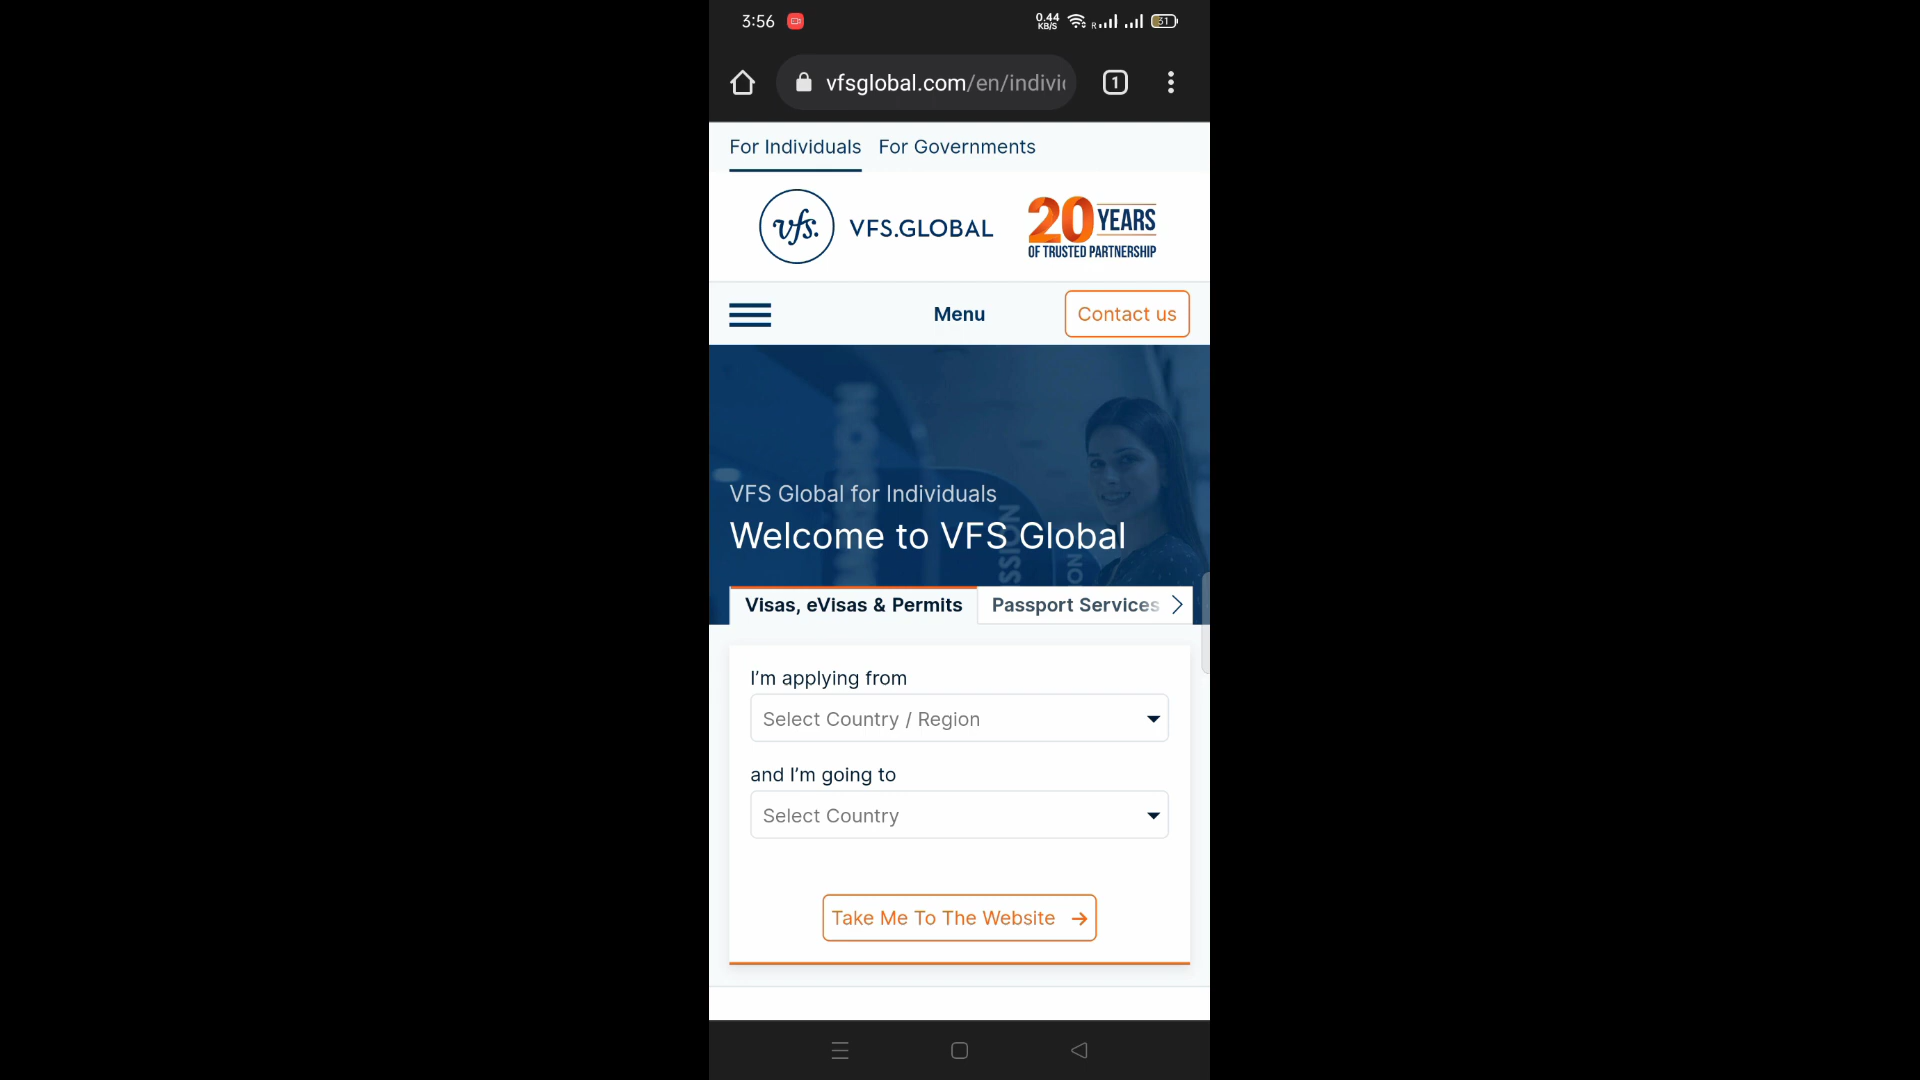 3:56
0.44
KB/S
R
31
vfsglobal.com/en/indivi
1
For Individuals For Governments
vfs. VFS.GLOBAL
20 YEARS
OF TRUSTED PARTNERSHIP
Menu
Contact us
VFS Global for Individuals
Welcome to VFS Global
Visas, eVisas & Permits
Passport Services
I'm applying from
Select Country / Region
and I'm going to
Select Country
Take Me To The Website